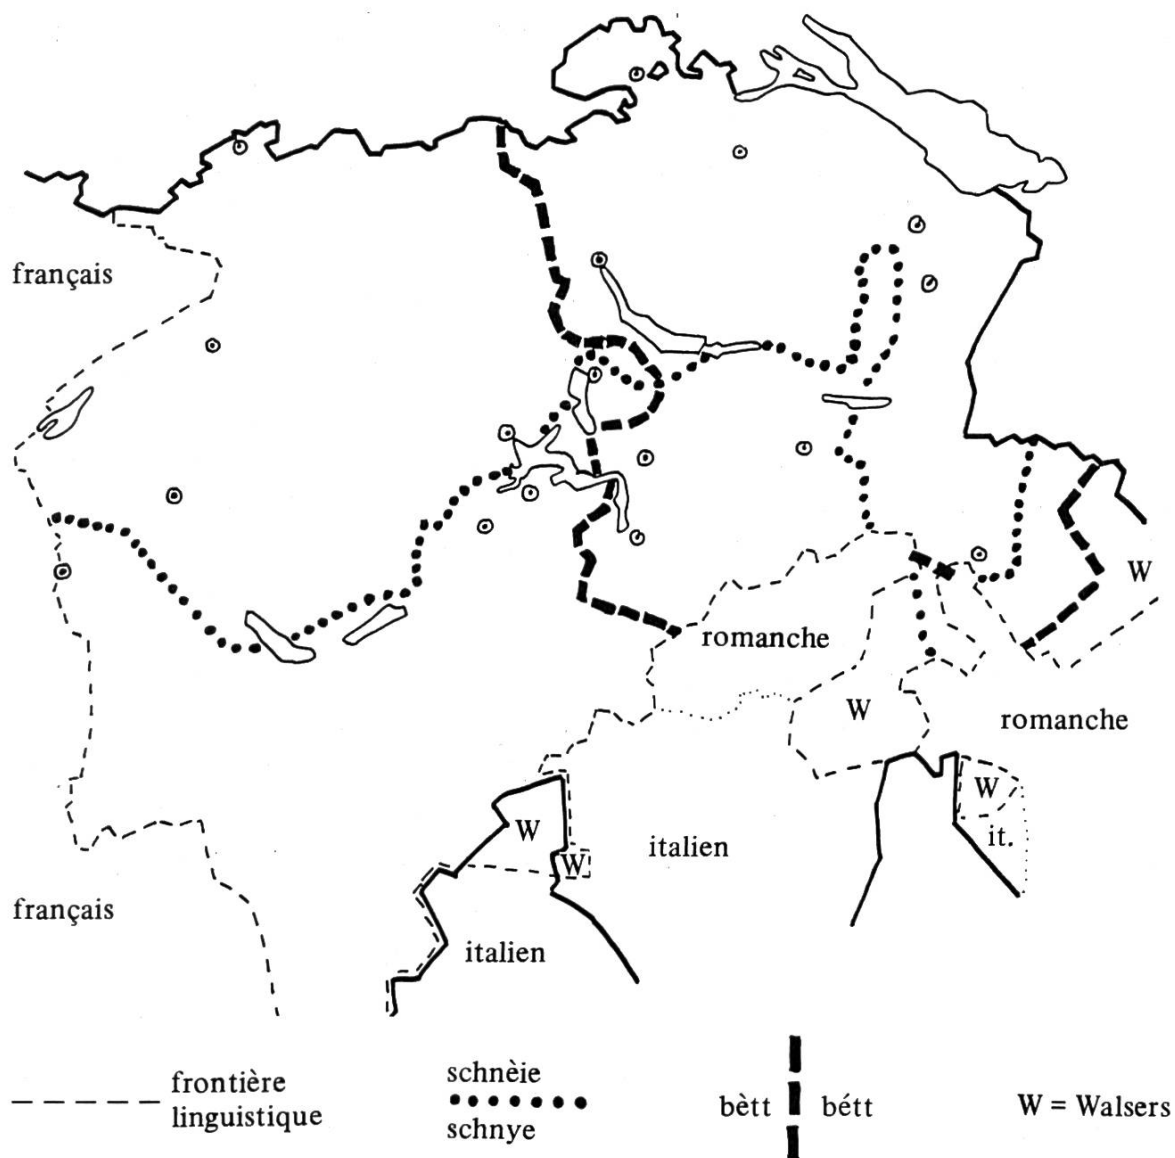 français
romanche
W
W
romanche
W
W
W
italien
it.
français
italien
frontière
linguistique
schnèie
schnye
bètt
bétt
W = Walsers